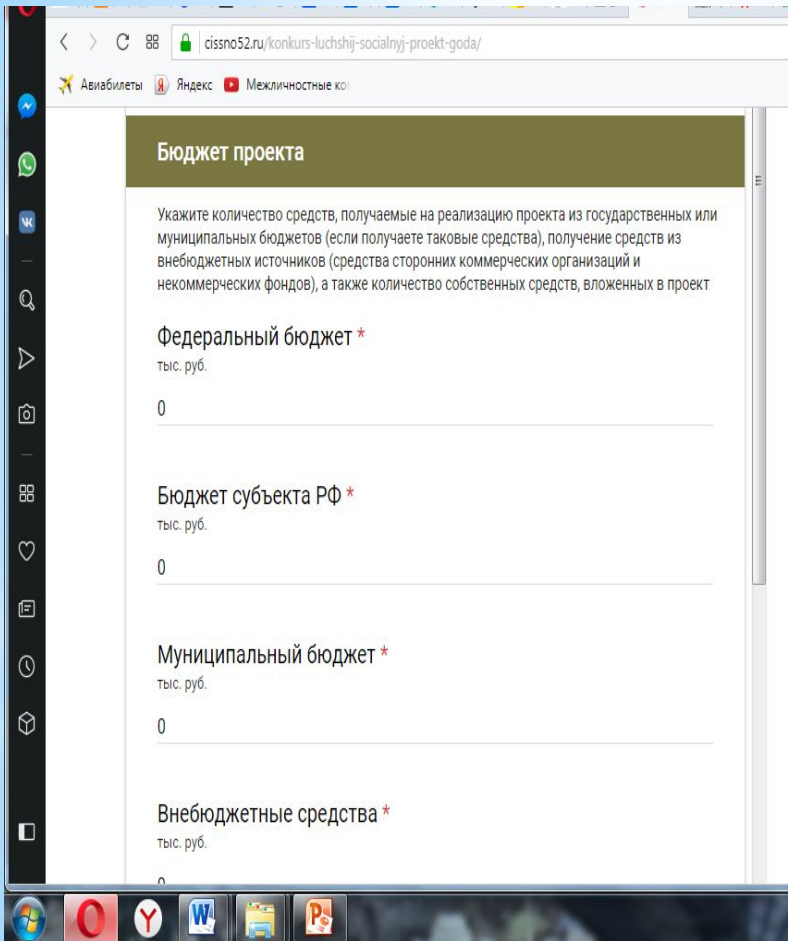 cissno52.ru/konkurs-luchshij-socialnyj-proekt-goda/
Авиабилеты Яндекс Межличностные
Бюджет проекта
Укажите количество средств, получаемые на реализацию проекта из государственных или
муниципальных бюджетов (если получаете таковые средства), получение средств из
внебюджетных источников (средства сторонних коммерческих организаций и
некоммерческих фондов), а также количество собственных средств, вложенных в проект
Федеральный бюджет *
тыс. руб.
0
Бюджет субъекта РФ *
тыс. руб.
0
Муниципальный бюджет *
тыс. руб.
0
Внебюджетные средства *
тыс. руб.